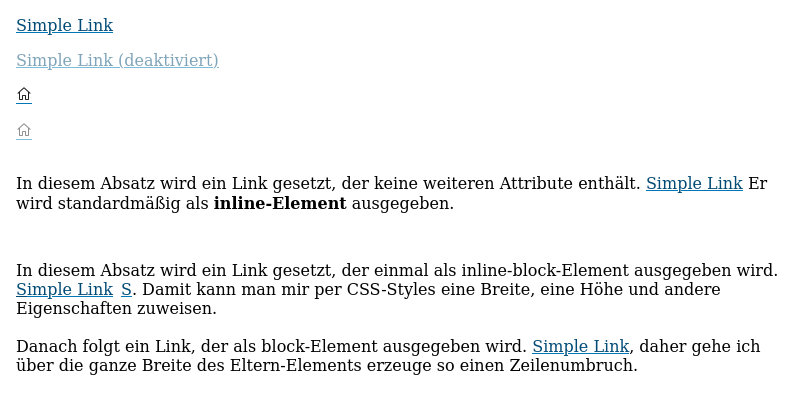 Simple Link
Simple Link (deaktiviert)
In diesem Absatz wird ein Link gesetzt, der keine weiteren Attribute enthält. Simple Link Er
wird standardmäßig als inline-Element ausgegeben.
In diesem Absatz wird ein Link gesetzt, der einmal als inline-block-Element ausgegeben wird.
Simple Link S. Damit kann man mir per CSS-Styles eine Breite, eine Höhe und andere
Eigenschaften zuweisen.
Danach folgt ein Link, der als block-Element ausgegeben wird. Simple Link, daher gehe ich
über die ganze Breite des Eltern-Elements erzeuge so einen Zeilenumbruch.